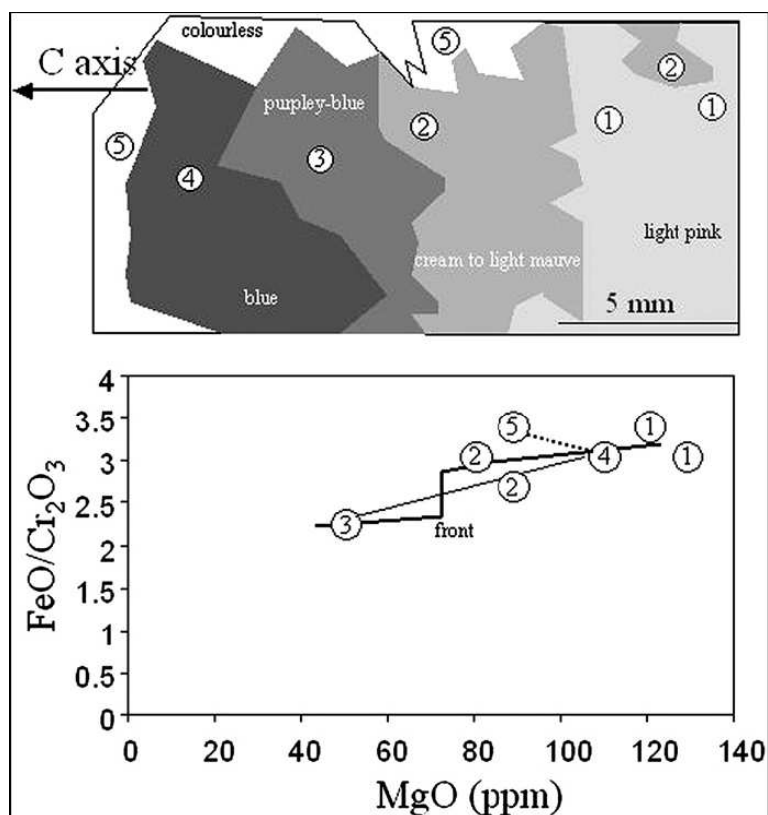 colourless
⑤
C axis
①
②
purpley-blue
①
②
⑤
③
④
light pink
cream to light mauve
blue
5 mm
4
3.5
3
2.5
2
1.5
1
0.5
0
FeO/Cr₂O₃
①
⑤
②
④
①
②
③
front
0 20 40 60 80 100 120 140
MgO (ppm)